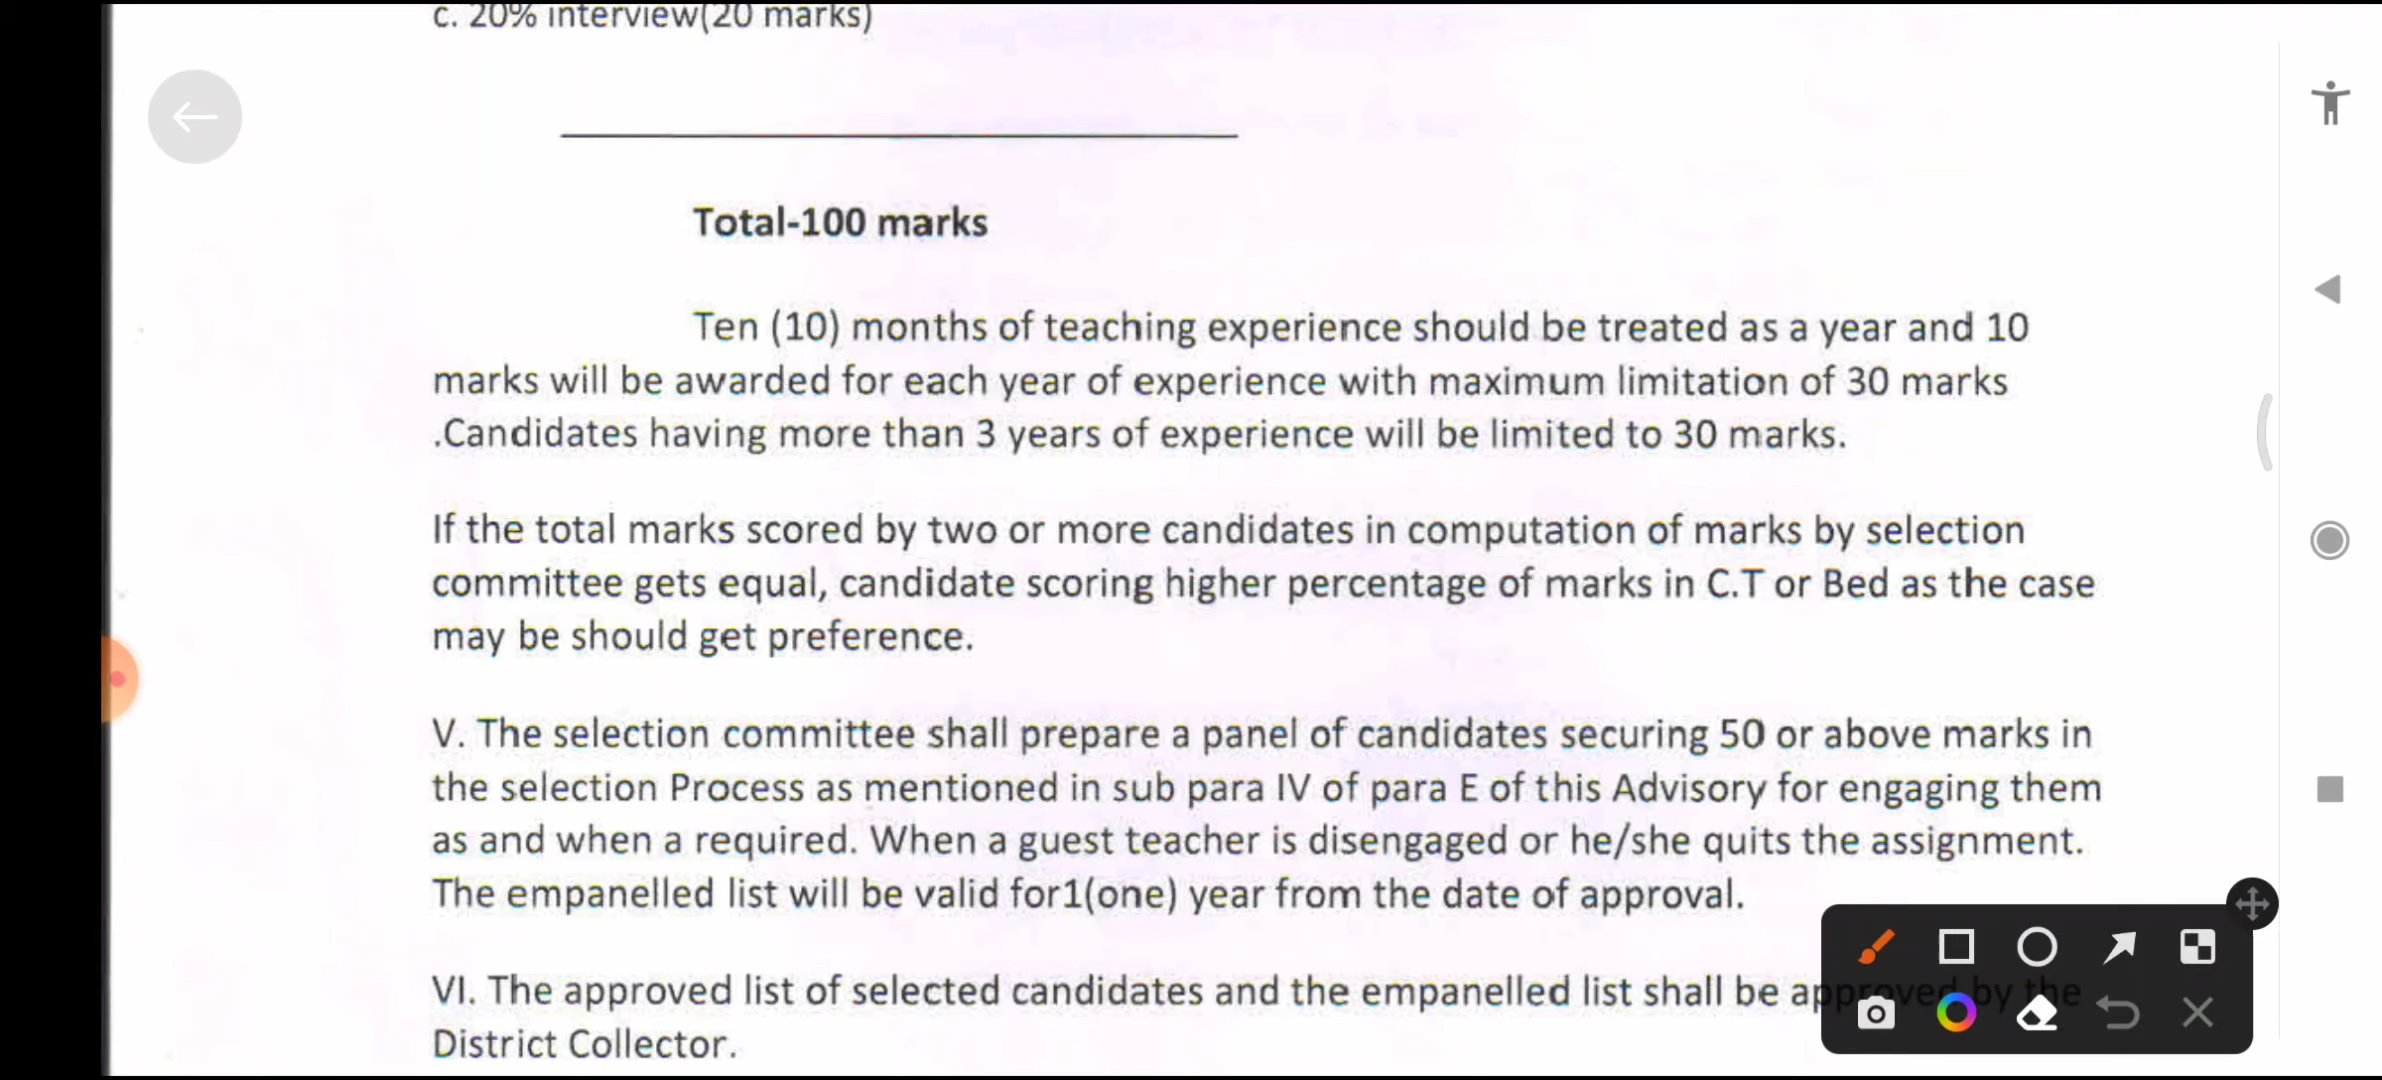 c. 20% interview(20 marks)
Total-100 marks
Ten (10) months of teaching experience should be treated as a year and 10
marks will be awarded for each year of experience with maximum limitation of 30 marks
.Candidates having more than 3 years of experience will be limited to 30 marks.
If the total marks scored by two or more candidates in computation of marks by selection
committee gets equal, candidate scoring higher percentage of marks in C.T or Bed as the case
may be should get preference.
V. The selection committee shall prepare a panel of candidates securing 50 or above marks in
the selection Process as mentioned in sub para IV of para E of this Advisory for engaging them
as and when a required. When a guest teacher is disengaged or he/she quits the assignment.
The empanelled list will be valid for1(one) year from the date of approval.
VI. The approved list of selected candidates and the empanelled list shall be approved by the
District Collector.